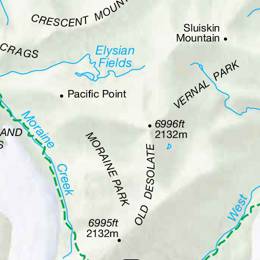 CRESCENT MOUNT
Sluiskin
Mountain
CRAGS
Elysian
Fields
VERNAL PARK
Pacific Point
6996ft
2132m
Moraine
Creek
MORAINE PARK
OLD DESOLATE
AND
West
6995ft
2132m